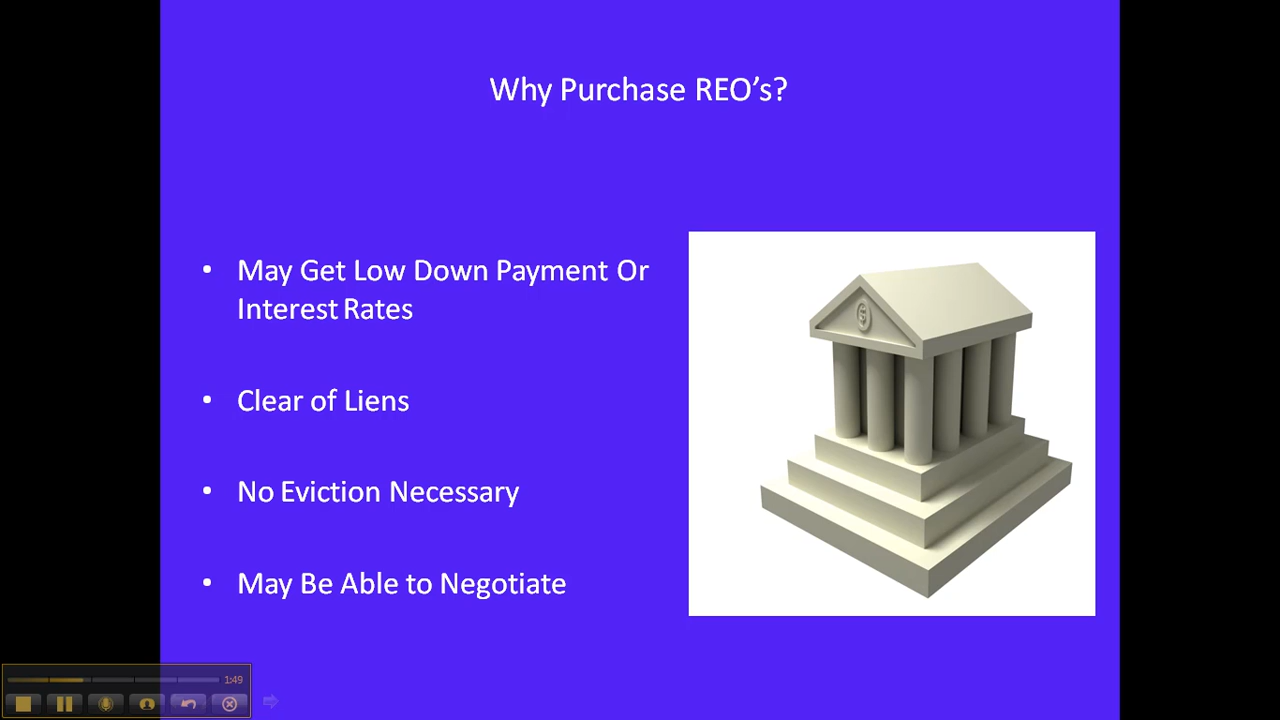 Why Purchase REO’s?
• May Get Low Down Payment Or
Interest Rates
• Clear of Liens
• No Eviction Necessary
• May Be Able to Negotiate
1:49
$